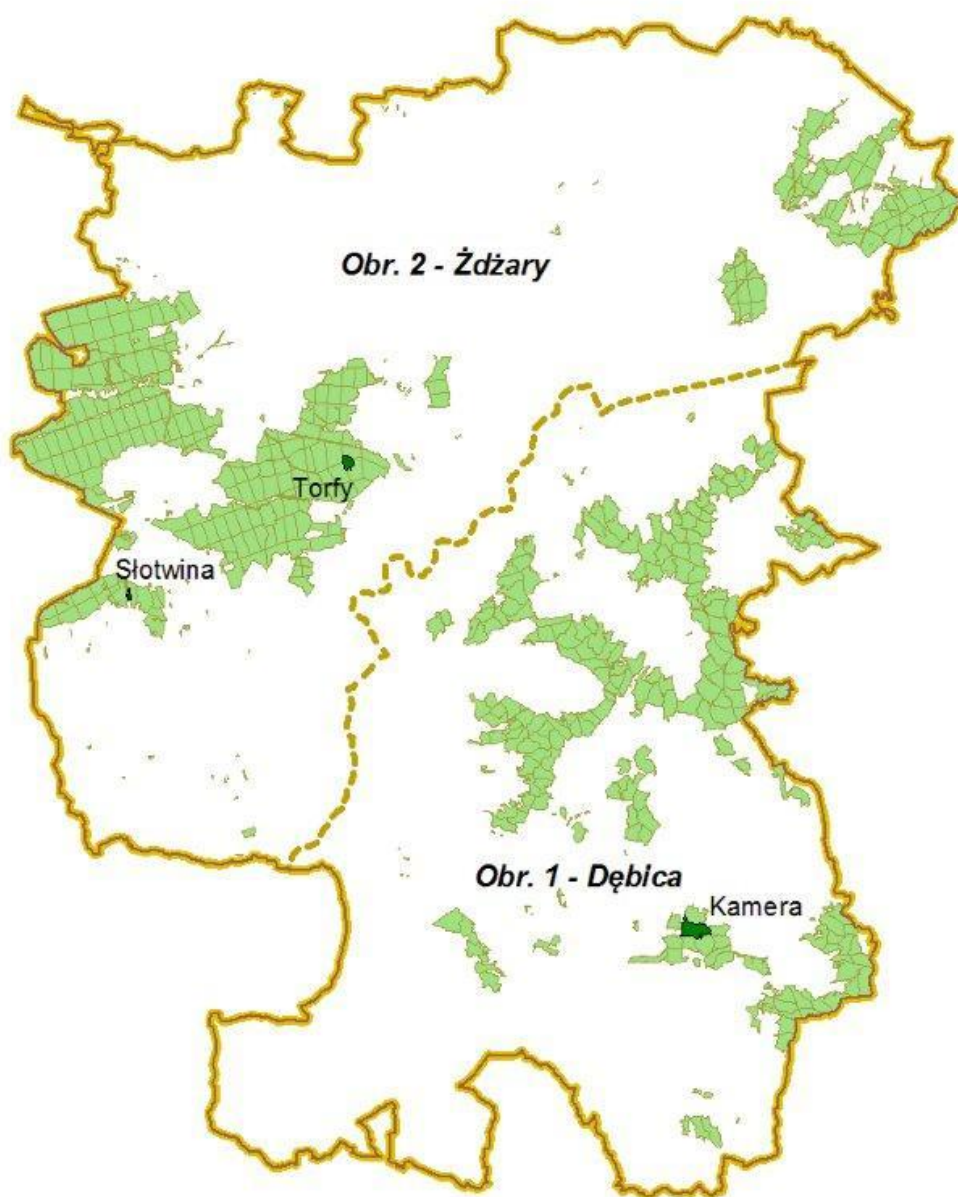 Obr. 2 - Żdżary
Torfy
Słotwina
Obr. 1 - Dębica
Kamera